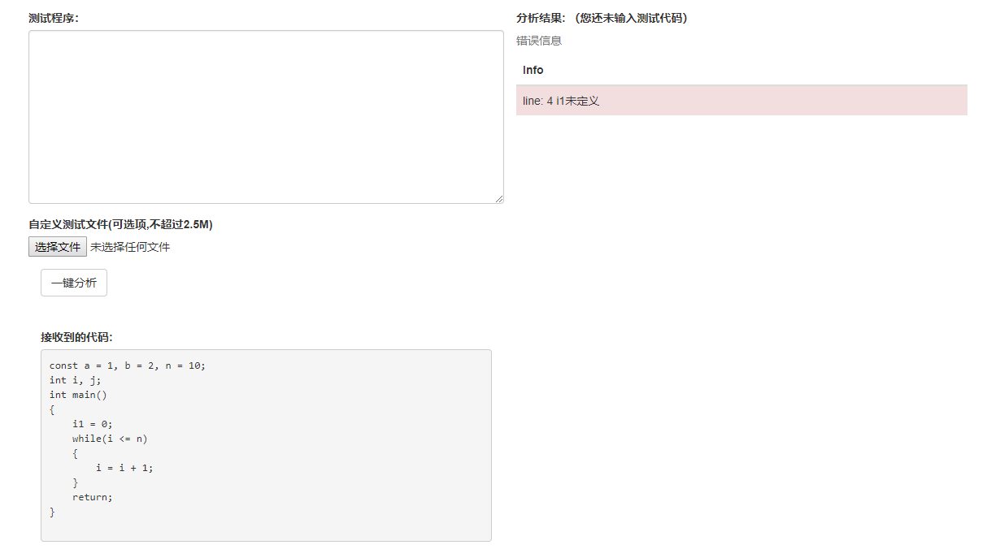 测试程序：
自定义测试文件(可选项,不超过2.5M)
选择文件 未选择任何文件
一键分析
接收到的代码：
const a = 1, b = 2, n = 10;
int i, j;
int main()
{
    i1 = 0;
    while(i <= n)
    {
        i = i + 1;
    }
    return;
}
分析结果： （您还未输入测试代码）
错误信息
Info
line: 4 i1未定义